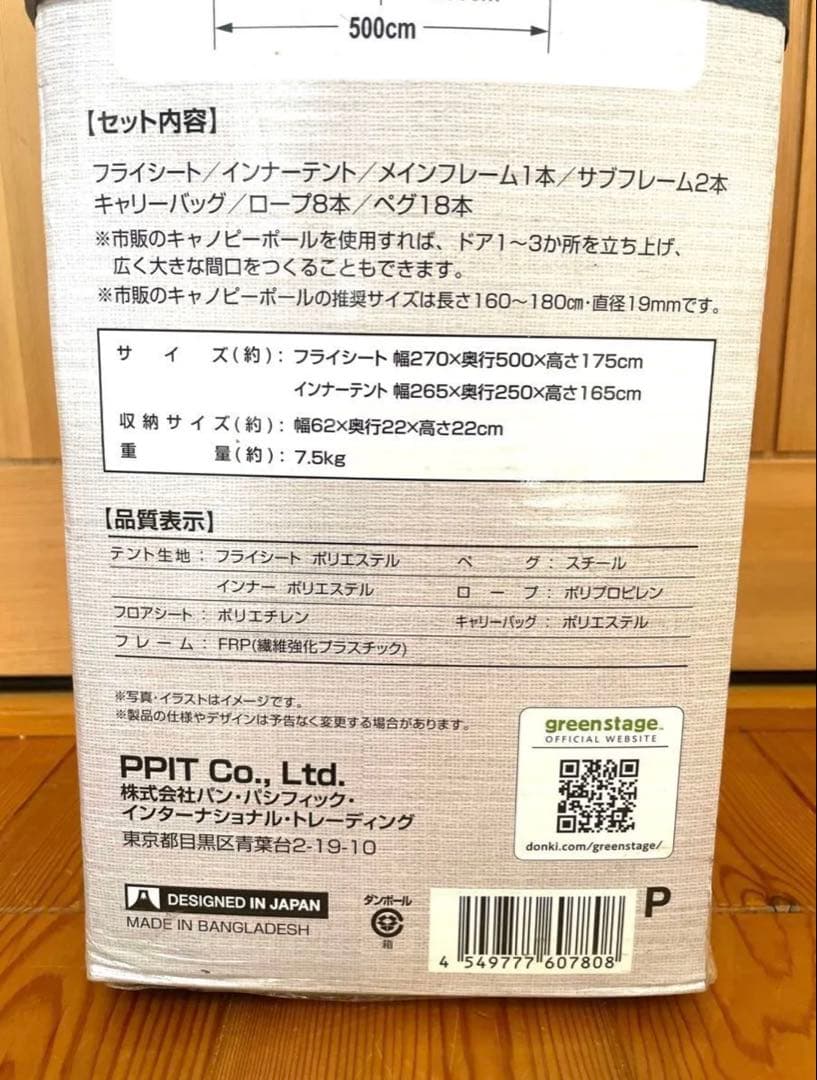 500cm
【セット内容】
フライシート／インナーテント／メインフレーム1本／サブフレーム2本
キャリーバッグ／ロープ8本／ペグ18本
※市販のキャノピーポールを使用すれば、ドア1～3か所を立ち上げ、
広く大きな間口をつくることもできます。
※市販のキャノピーポールの推奨サイズは長さ160～180㎝・直径19mmです。
サイズ(約)：フライシート 幅270×奥行500×高さ175cm
インナーテント 幅265×奥行250×高さ165cm
収納サイズ(約)：幅62×奥行22×高さ22cm
重量(約)：7.5kg
【品質表示】
テント生地：フライシート ポリエステル
インナー ポリエステル
フロアシート：ポリエチレン
フレーム：FRP(繊維強化プラスチック)
ペグ：スチール
ロープ：ポリプロピレン
キャリーバッグ：ポリエステル
※写真・イラストはイメージです。
※製品の仕様やデザインは予告なく変更する場合があります。
greenstage™
OFFICIAL WEBSITE
donki.com/greenstage/
PPIT Co., Ltd.
株式会社パン・パシフィック・
インターナショナル・トレーディング
東京都目黒区青葉台2-19-10
DESIGNED IN JAPAN
MADE IN BANGLADESH
ダンボール
箱
4 549777 607808
P